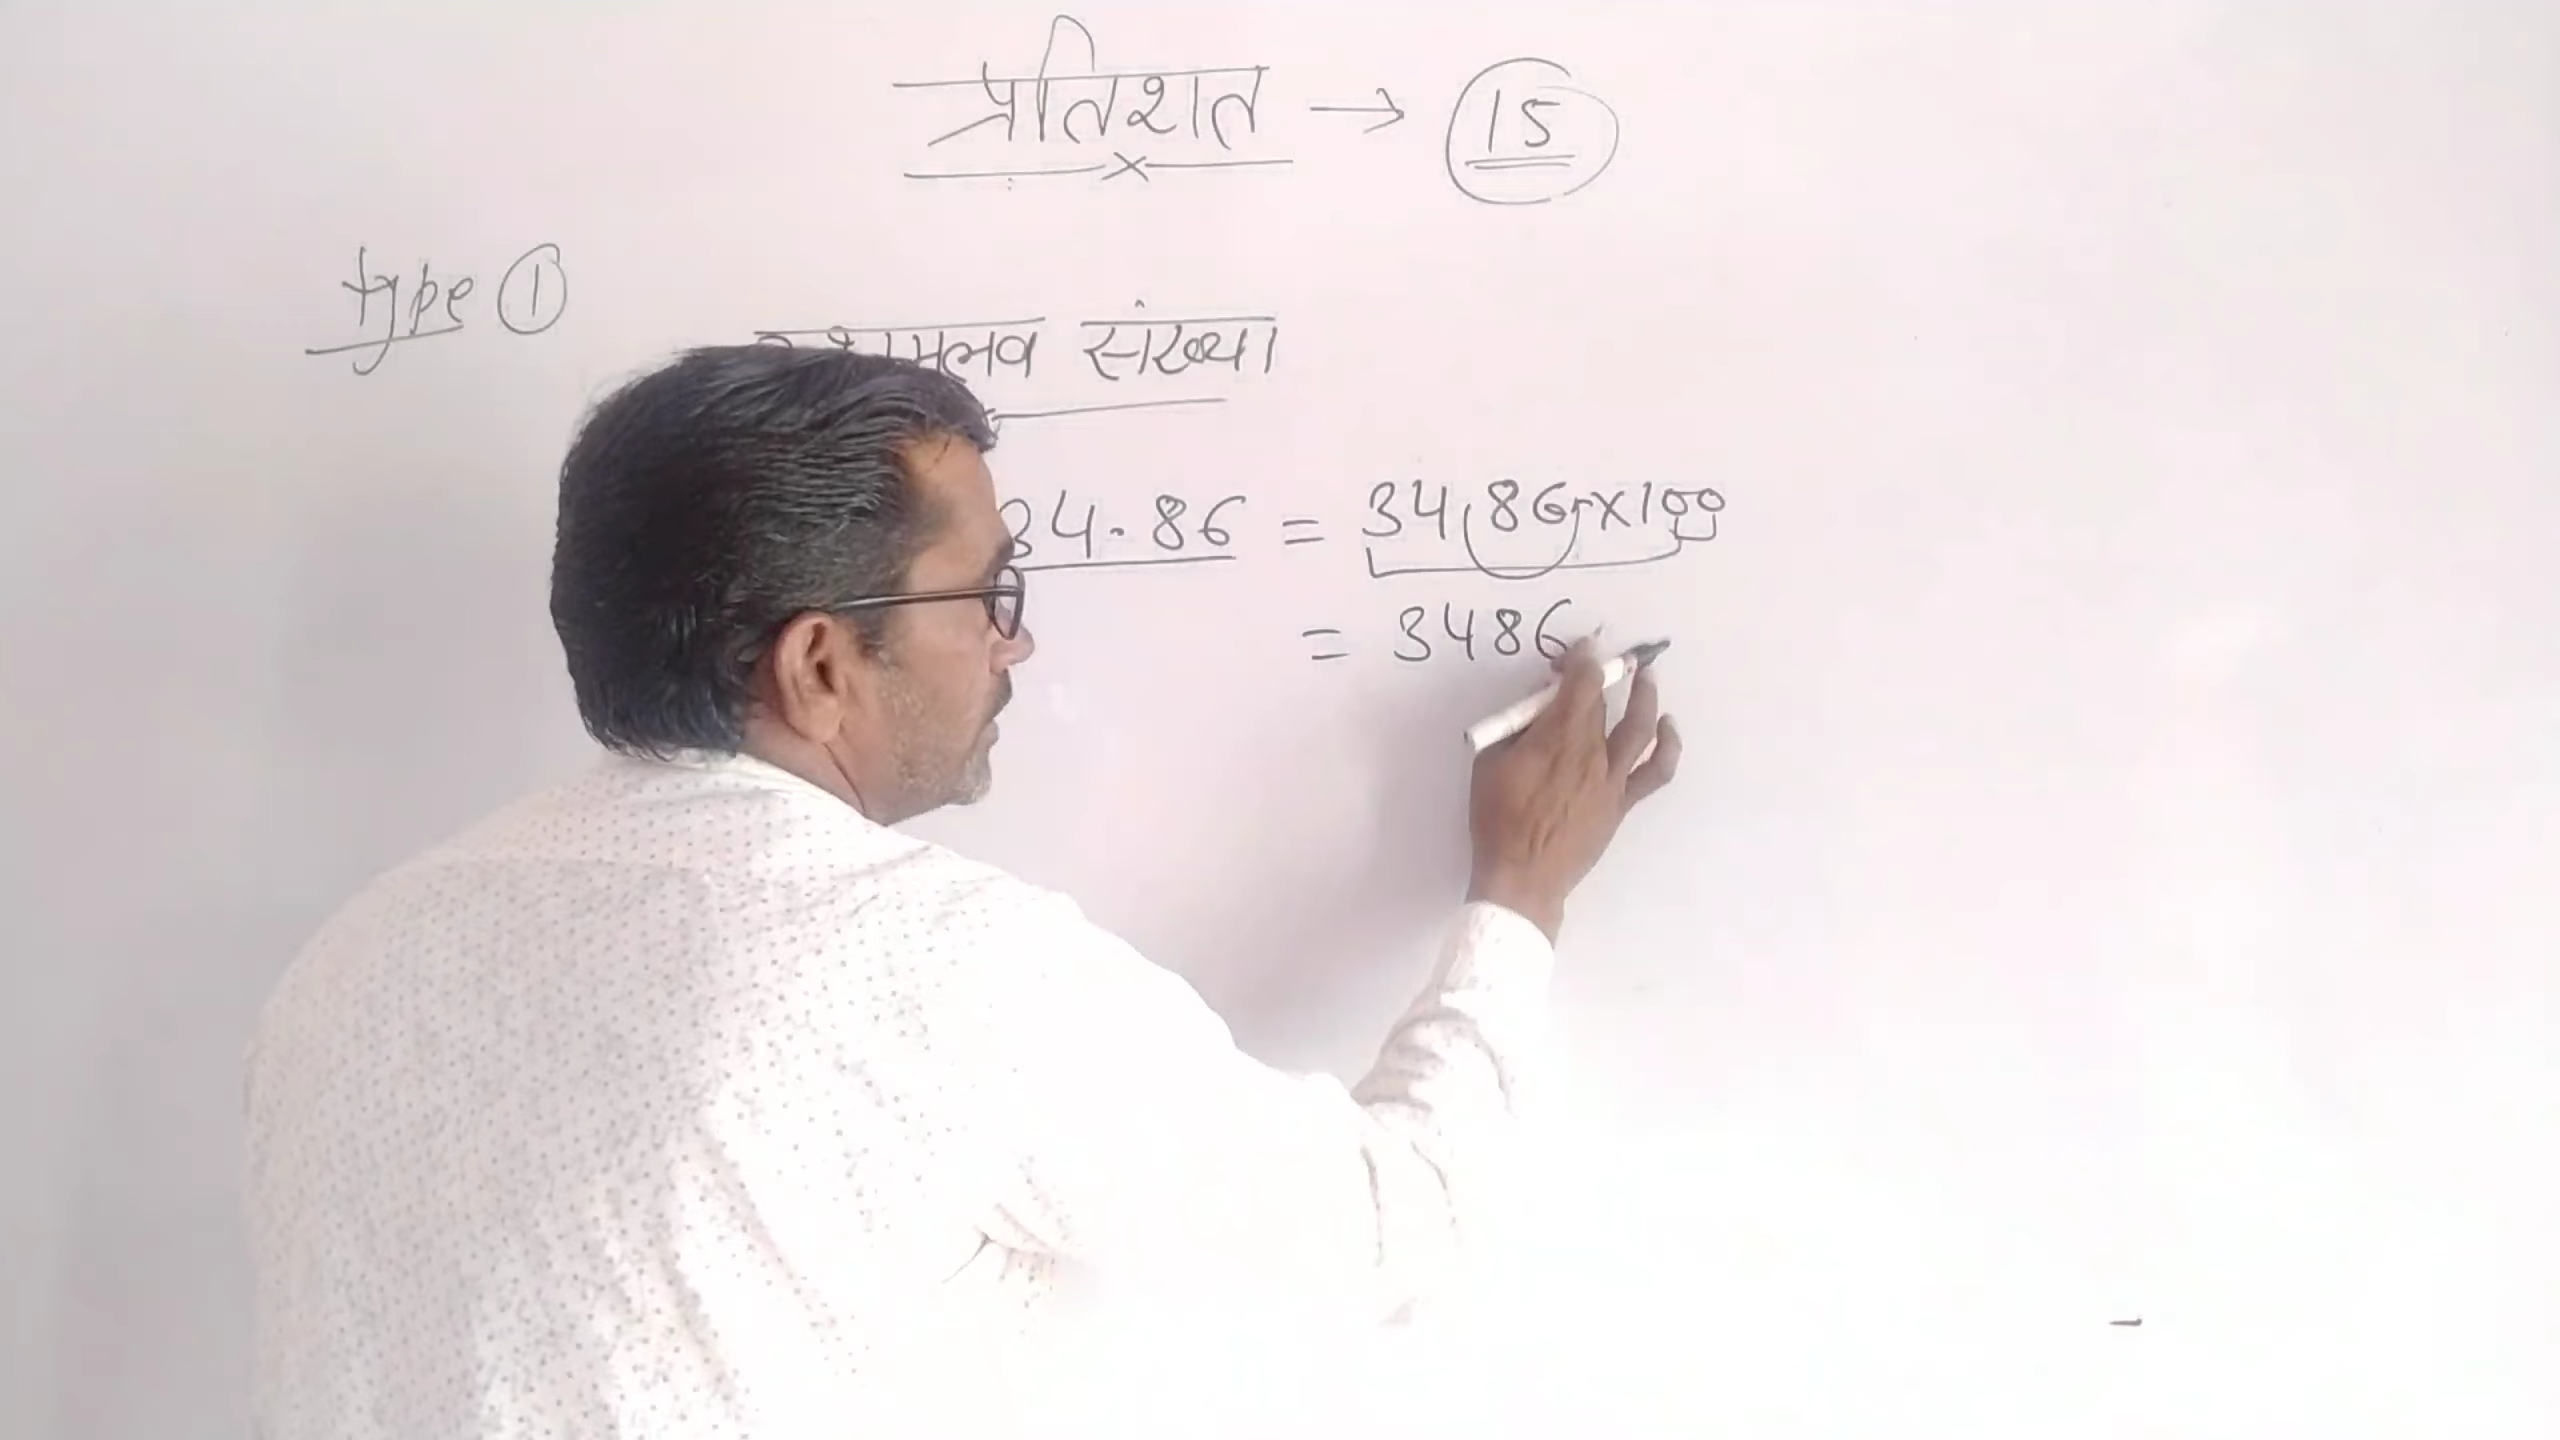 प्रतिशत → 15
type 1
संख्या
34.86 = 34.86×100
= 3486